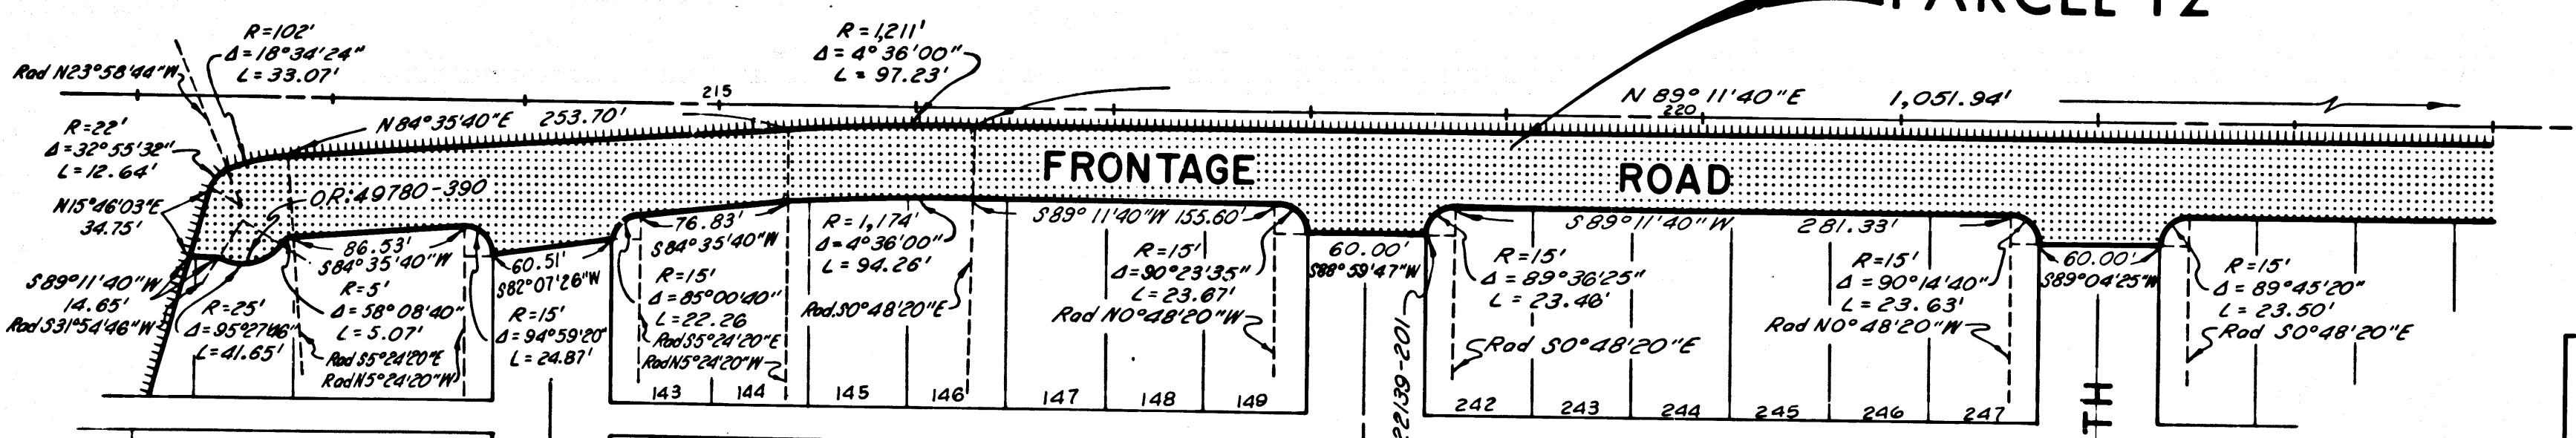 PARCEL 12
R=102'
Δ=18°34'24"
L=33.07'
Rad N23°58'44"W
R=1,211'
Δ=4°36'00"
L=97.23'
215
N 89°11'40"E 1,051.94'
220
R=22'
Δ=32°55'32"
L=12.64'
N84°35'40"E 253.70'
FRONTAGE ROAD
O.R. 49780-390
N15°46'03"E
34.75'
S89°11'40"W
14.65'
Rad S31°54'46"W
R=25'
Δ=95°27'46"
L=41.65'
86.53'
S84°35'40"W
R=5'
Δ=58°08'40"
L=5.07'
Rad S5°24'20"E
Rad N5°24'20"W
60.51'
S82°07'26"W
R=15'
Δ=94°59'20"
L=24.87'
76.83'
S84°35'40"W
R=15'
Δ=85°00'40"
L=22.26
Rad S5°24'20"E
Rad N5°24'20"W
R=1,174'
Δ=4°36'00"
L=94.26'
Rad. S0°48'20"E
S89°11'40"W 155.60'
R=15'
Δ=90°23'35"
L=23.67'
Rad N0°48'20"W
60.00'
S88°59'47"W
22139-201
R=15'
Δ=89°36'25"
L=23.46'
Rad S0°48'20"E
S89°11'40"W 281.33'
R=15'
Δ=90°14'40"
L=23.63'
Rad N0°48'20"W
60.00'
S89°04'25"W
R=15'
Δ=89°45'20"
L=23.50'
Rad S0°48'20"E
143 144 145 146 147 148 149
242 243 244 245 246 247
TH